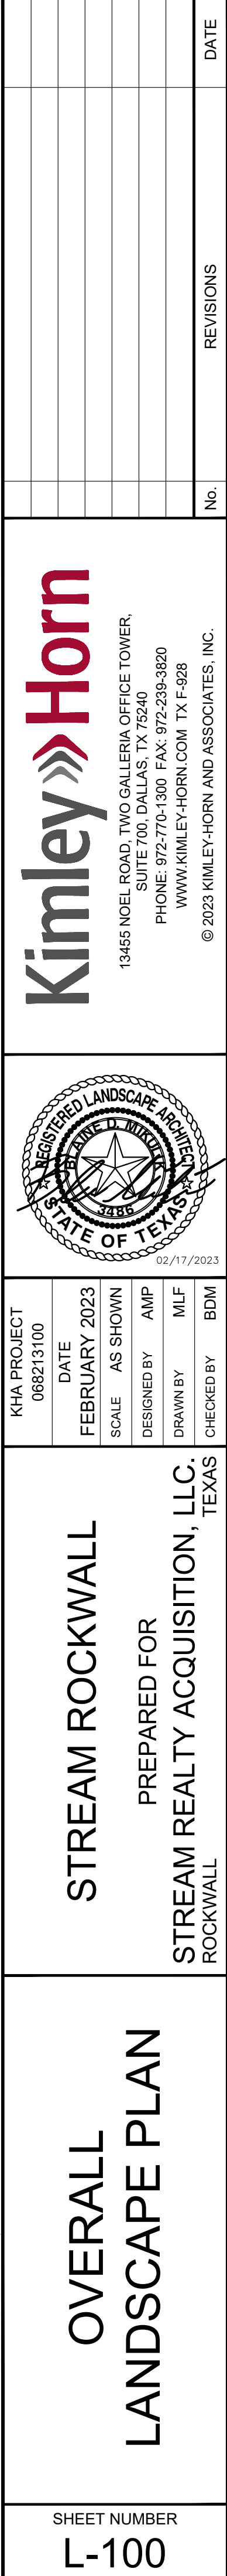 No.
REVISIONS
DATE
Kimley»Horn
13455 NOEL ROAD, TWO GALLERIA OFFICE TOWER,
SUITE 700, DALLAS, TX 75240
PHONE: 972-770-1300 FAX: 972-239-3820
WWW.KIMLEY-HORN.COM TX F-928
© 2023 KIMLEY-HORN AND ASSOCIATES, INC.
REGISTERED LANDSCAPE ARCHITECT
BLAINE D. MIKULIK
3486
STATE OF TEXAS
02/17/2023
KHA PROJECT
068213100
DATE
FEBRUARY 2023
SCALE AS SHOWN
DESIGNED BY AMP
DRAWN BY MLF
CHECKED BY BDM
STREAM ROCKWALL
PREPARED FOR
STREAM REALTY ACQUISITION, LLC.
ROCKWALL TEXAS
OVERALL
LANDSCAPE PLAN
SHEET NUMBER
L-100